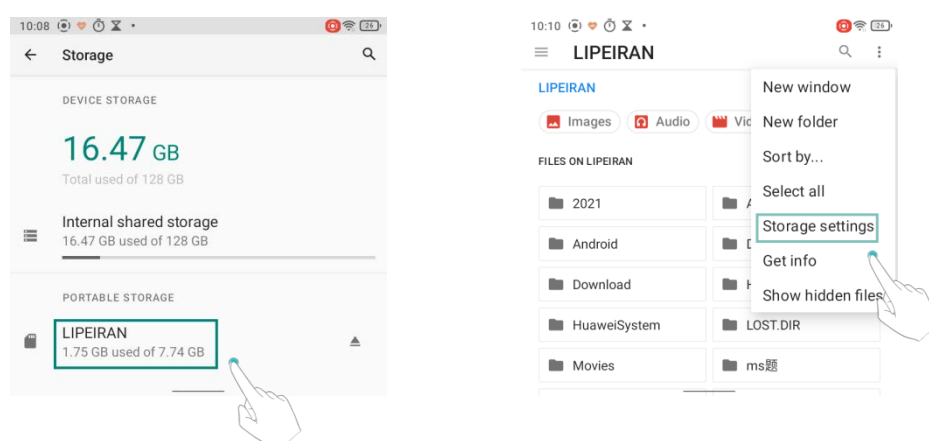 10:08
26
Storage
DEVICE STORAGE
16.47 GB
Total used of 128 GB
Internal shared storage
16.47 GB used of 128 GB
PORTABLE STORAGE
LIPEIRAN
1.75 GB used of 7.74 GB
10:10
26
LIPEIRAN
LIPEIRAN
Images
Audio
FILES ON LIPEIRAN
2021
Android
Download
HuaweiSystem
LOST.DIR
Movies
ms题
New window
New folder
Sort by...
Select all
Storage settings
Get info
Show hidden files